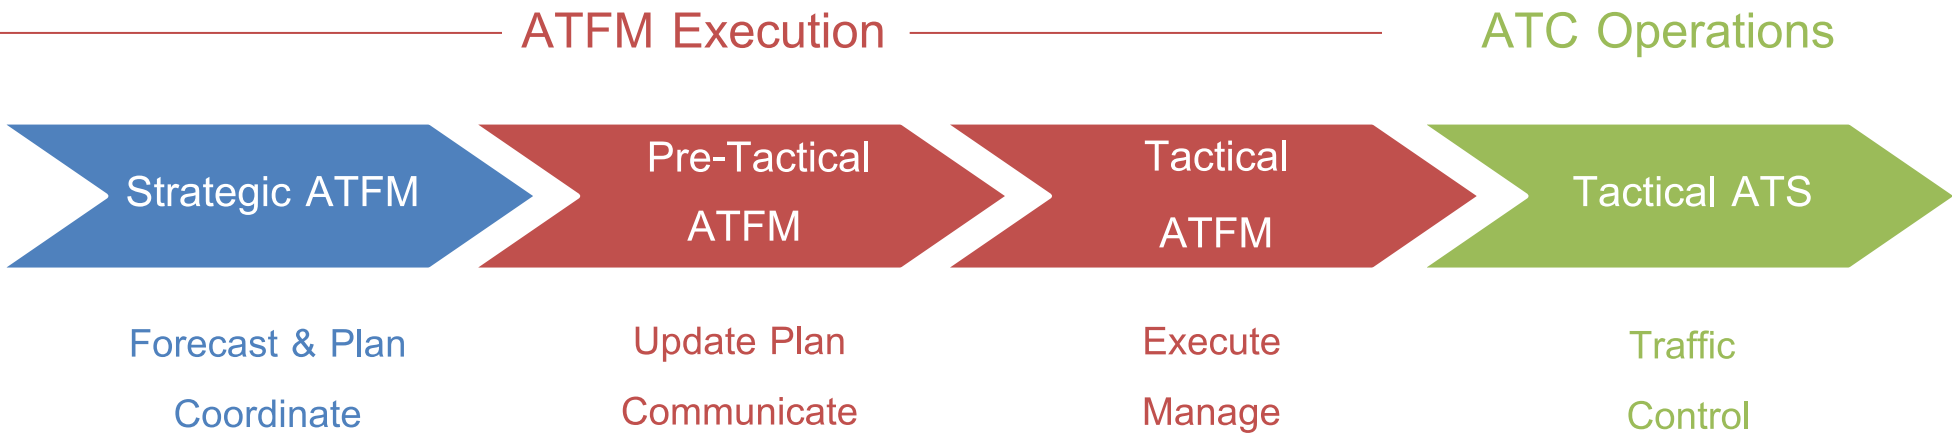 ATFM Execution
ATC Operations
Strategic ATFM
Pre-Tactical
ATFM
Tactical
ATFM
Tactical ATS
Forecast & Plan
Coordinate
Update Plan
Communicate
Execute
Manage
Traffic
Control